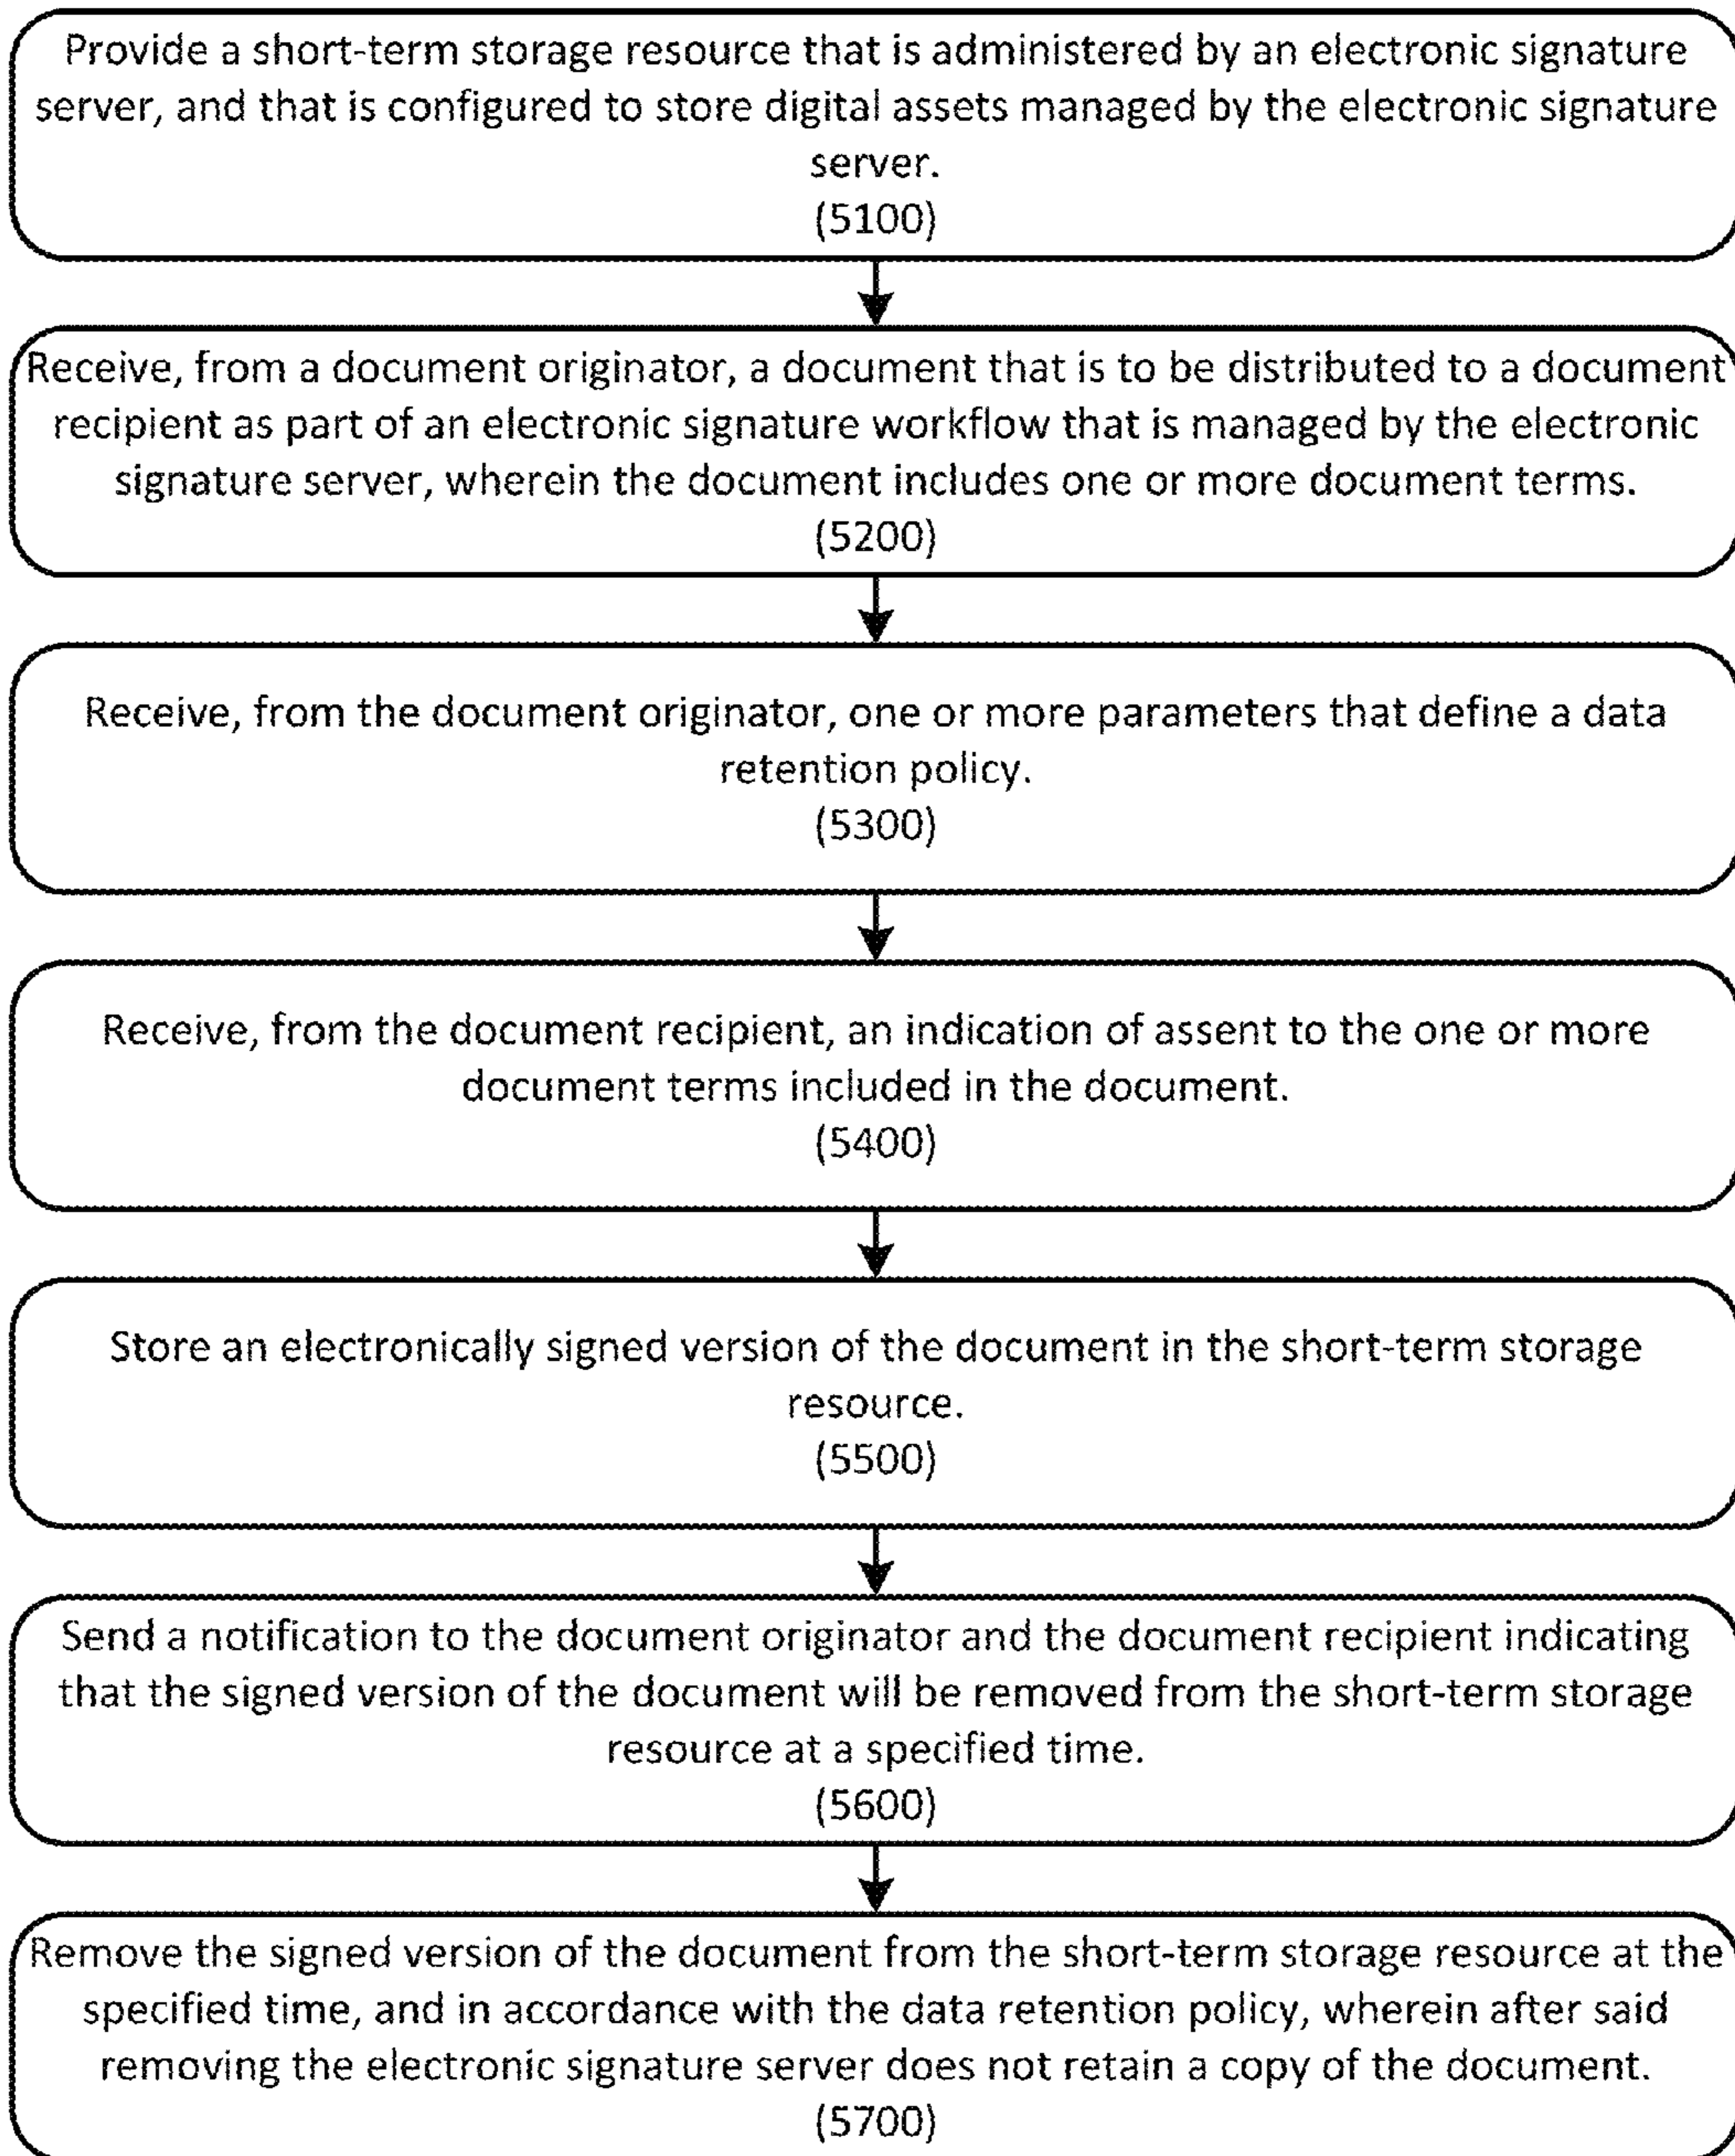 Provide a short-term storage resource that is administered by an electronic signature
server, and that is configured to store digital assets managed by the electronic signature
server.
(5100)
Receive, from a document originator, a document that is to be distributed to a document
recipient as part of an electronic signature workflow that is managed by the electronic
signature server, wherein the document includes one or more document terms.
(5200)
Receive, from the document originator, one or more parameters that define a data
retention policy.
(5300)
Receive, from the document recipient, an indication of assent to the one or more
document terms included in the document.
(5400)
Store an electronically signed version of the document in the short-term storage
resource.
(5500)
Send a notification to the document originator and the document recipient indicating
that the signed version of the document will be removed from the short-term storage
resource at a specified time.
(5600)
Remove the signed version of the document from the short-term storage resource at the
specified time, and in accordance with the data retention policy, wherein after said
removing the electronic signature server does not retain a copy of the document.
(5700)